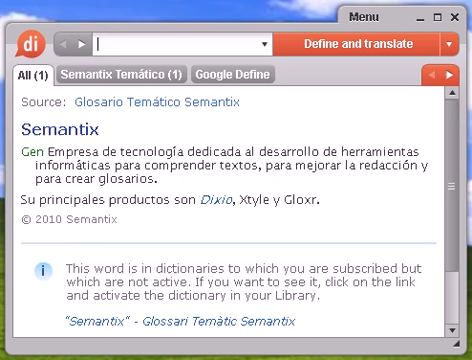 Menu
di
Define and translate
All (1)
Semantix Temático (1)
Google Define
Source: Glosario Temático Semantix
Semantix
Gen Empresa de tecnología dedicada al desarrollo de herramientas
informáticas para comprender textos, para mejorar la redacción y
para crear glosarios.
Su principales productos son Dixio, Xtyle y Gloxr.
© 2010 Semantix
This word is in dictionaries to which you are subscribed but
which are not active. If you want to see it, click on the link
and activate the dictionary in your Library.
"Semantix" - Glossari Temàtic Semantix